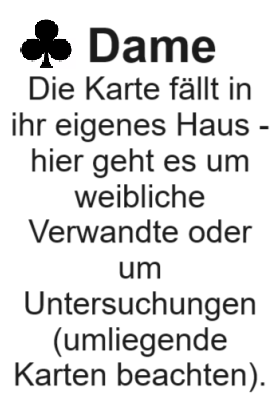 ♣ Dame
Die Karte fällt in
ihr eigenes Haus -
hier geht es um
weibliche
Verwandte oder
um
Untersuchungen
(umliegende
Karten beachten).